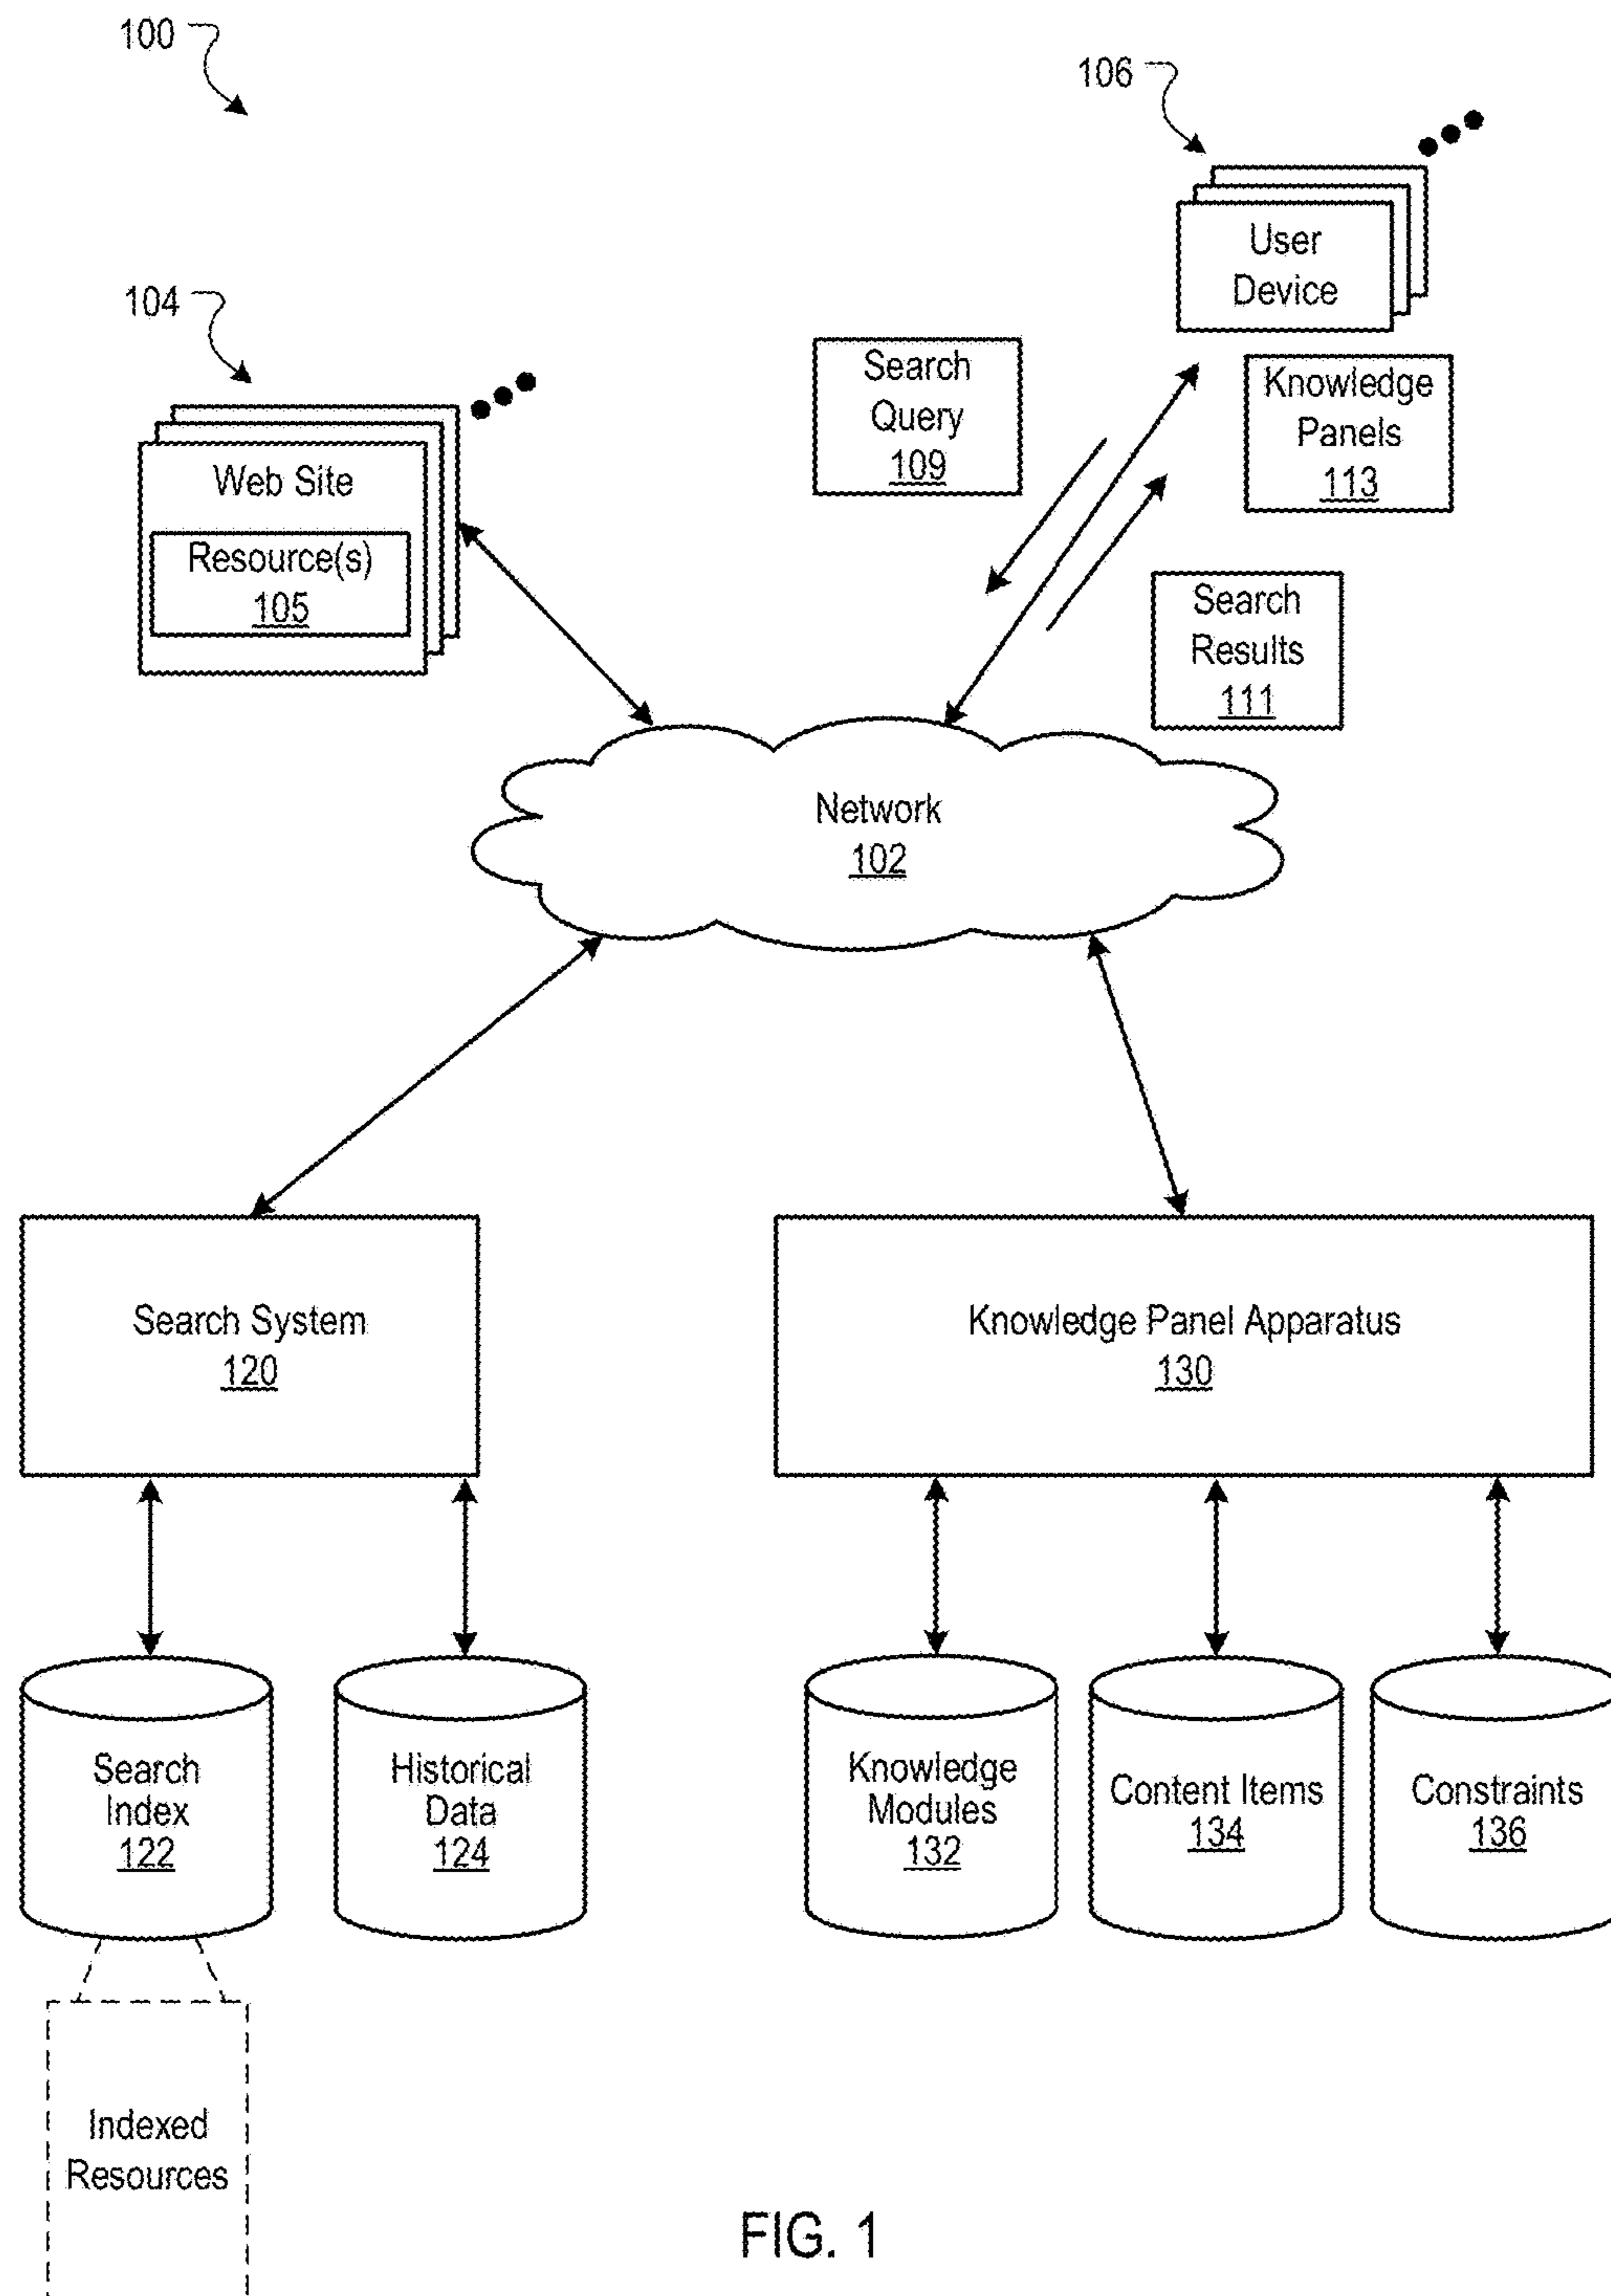 100
106
User
Device
104
Search
Query
109
Knowledge
Panels
113
Web Site
Resource(s)
105
Search
Results
111
Network
102
Search System
120
Knowledge Panel Apparatus
130
Search
Index
122
Historical
Data
124
Knowledge
Modules
132
Content Items
134
Constraints
136
Indexed
Resources
FIG. 1